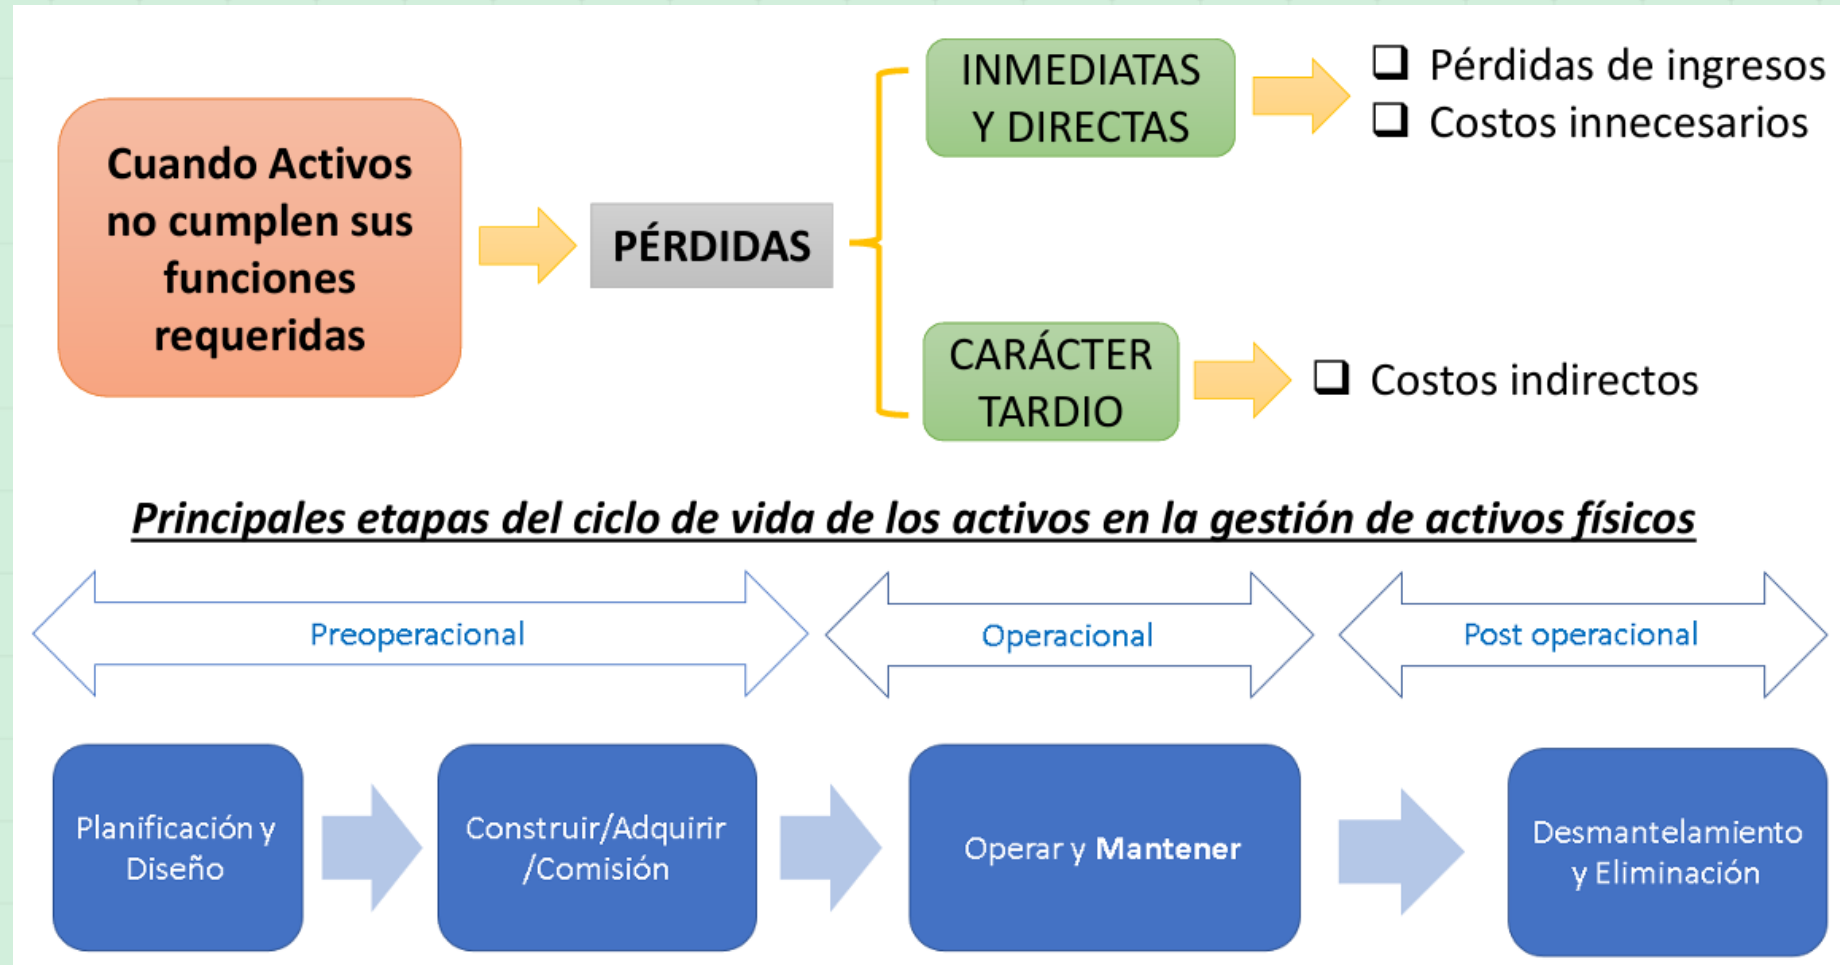 Cuando Activos
no cumplen sus
funciones
requeridas
PÉRDIDAS
INMEDIATAS
Y DIRECTAS
Pérdidas de ingresos
Costos innecesarios
CARÁCTER
TARDIO
Costos indirectos
Principales etapas del ciclo de vida de los activos en la gestión de activos físicos
Preoperacional
Operacional
Post operacional
Planificación y
Diseño
Construir/Adquirir
/Comisión
Operar y Mantener
Desmantelamiento
y Eliminación